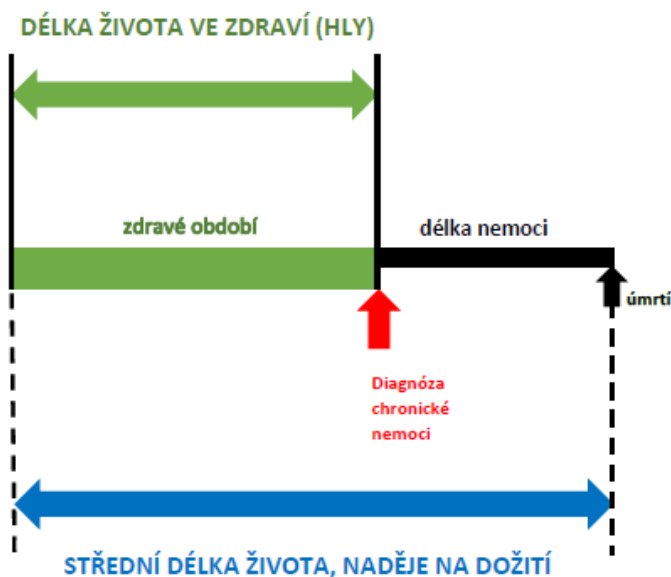 DÉLKA ŽIVOTA VE ZDRAVÍ (HLY)
zdravé období
délka nemoci
úmrtí
Diagnóza
chronické
nemoci
STŘEDNÍ DÉLKA ŽIVOTA, NADĚJE NA DOŽITÍ